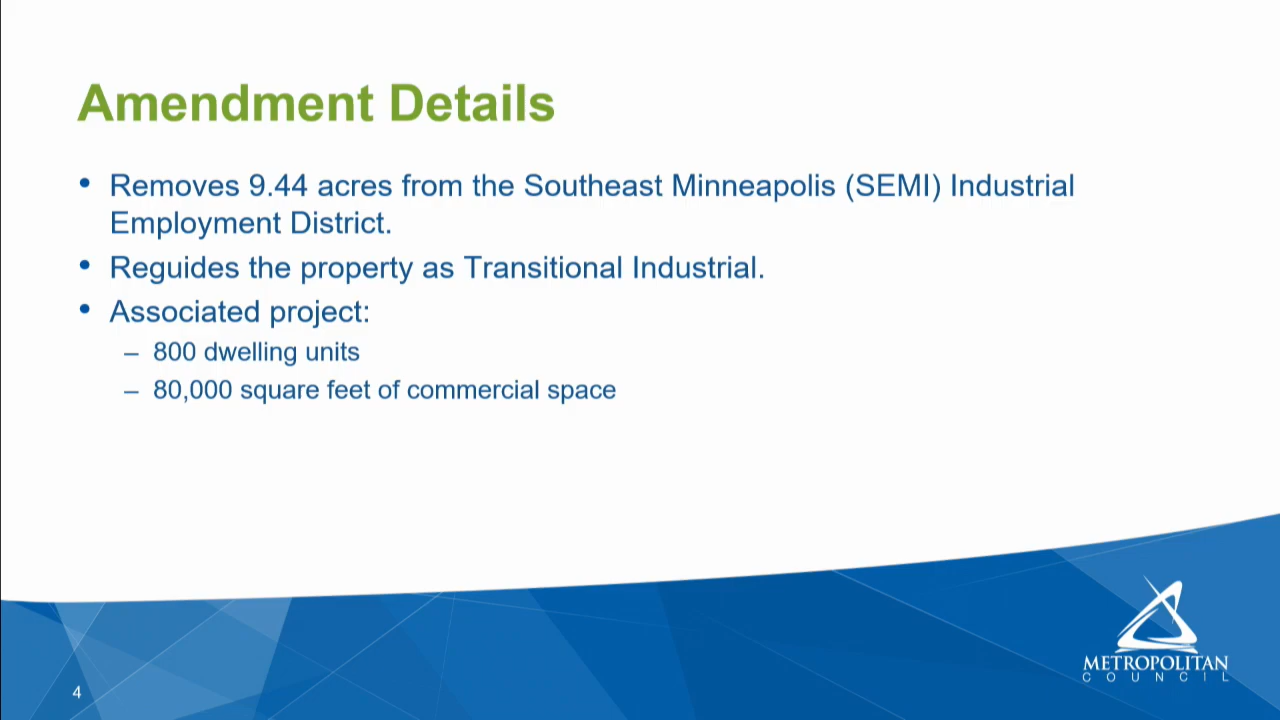 Amendment Details
• Removes 9.44 acres from the Southeast Minneapolis (SEMI) Industrial
Employment District.
• Reguides the property as Transitional Industrial.
• Associated project:
– 800 dwelling units
– 80,000 square feet of commercial space
METROPOLITAN
COUNCIL
4